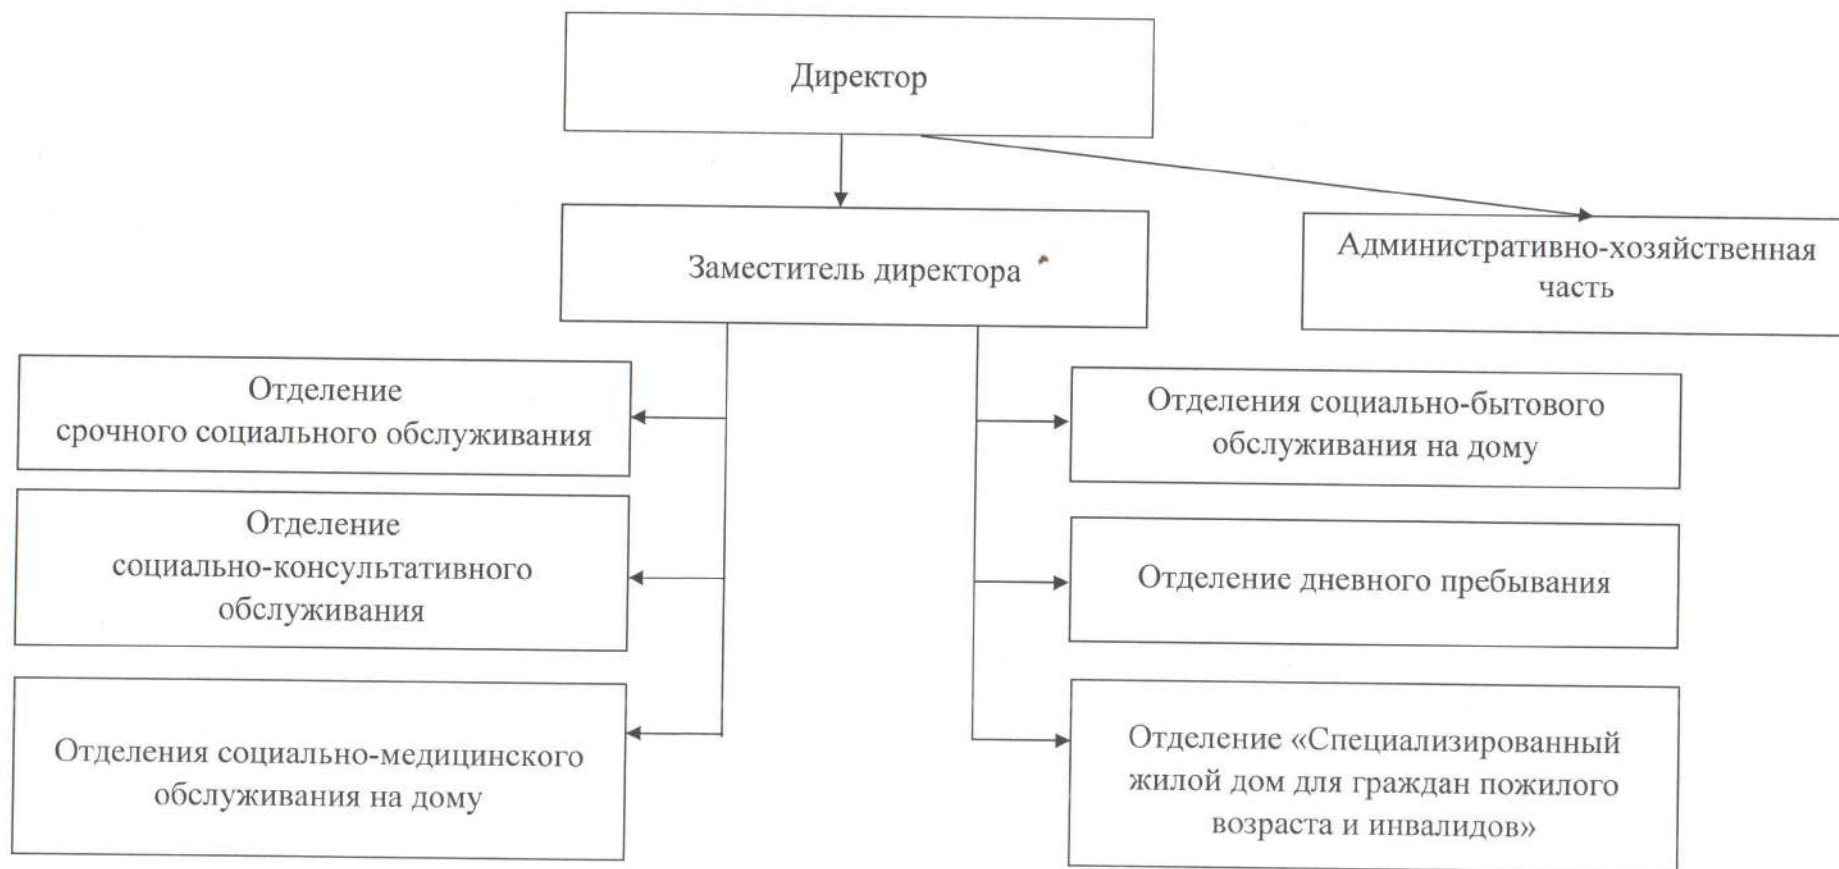 Директор
Заместитель директора
Административно-хозяйственная
часть
Отделение
срочного социального обслуживания
Отделение
социально-консультативного
обслуживания
Отделения социально-медицинского
обслуживания на дому
Отделения социально-бытового
обслуживания на дому
Отделение дневного пребывания
Отделение «Специализированный
жилой дом для граждан пожилого
возраста и инвалидов»